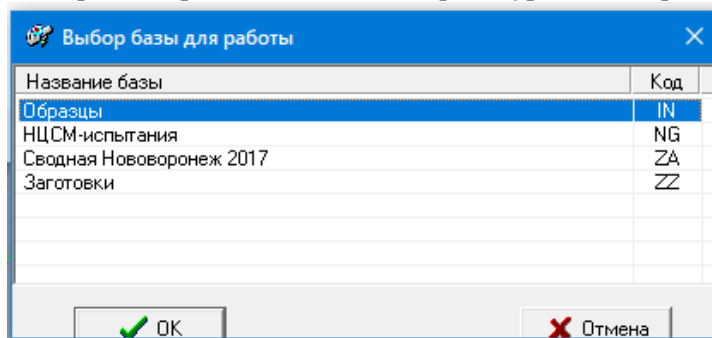 Выбор базы для работы
Название базы Код
Образцы IN
НЦСМ-испытания NG
Сводная Нововоронеж 2017 ZA
Заготовки ZZ
OK Отмена